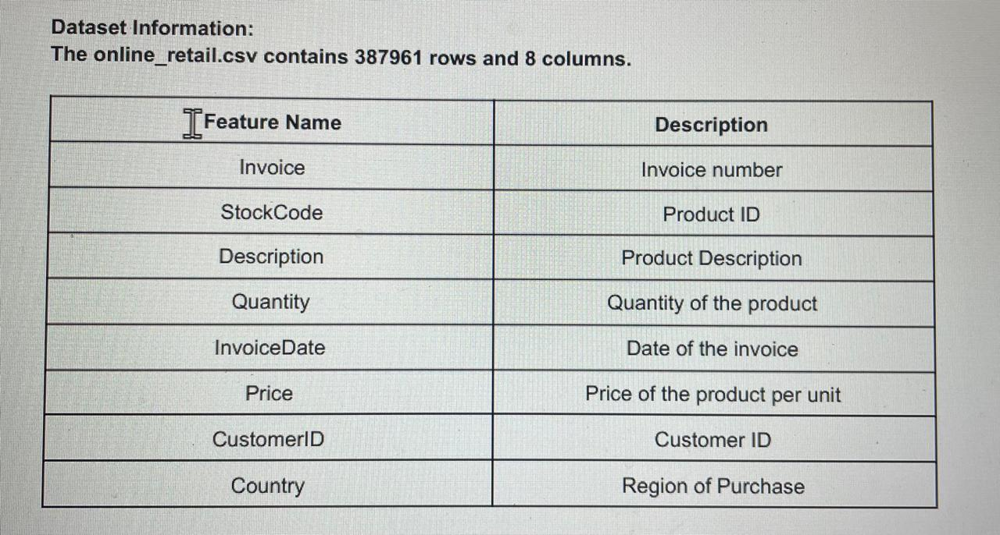 Dataset Information:
The online_retail.csv contains 387961 rows and 8 columns.
Feature Name Description
Invoice Invoice number
StockCode Product ID
Description Product Description
Quantity Quantity of the product
InvoiceDate Date of the invoice
Price Price of the product per unit
CustomerID Customer ID
Country Region of Purchase